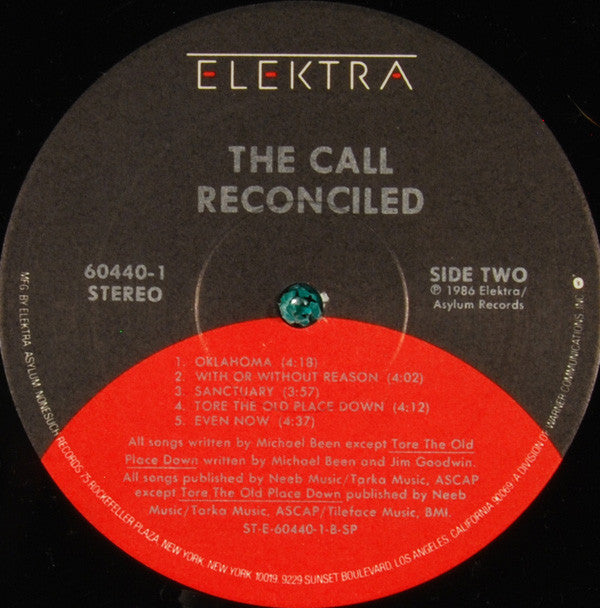 ELEKTRA
THE CALL
RECONCILED
60440-1
STEREO
SIDE TWO
℗ 1986 Elektra/
Asylum Records
1. OKLAHOMA (4:18)
2. WITH OR WITHOUT REASON (4:02)
3. SANCTUARY (3:57)
4. TORE THE OLD PLACE DOWN (4:12)
5. EVEN NOW (4:37)
All songs written by Michael Been except Tore The Old
Place Down written by Michael Been and Jim Goodwin.
All songs published by Neeb Music/Tarka Music, ASCAP
except Tore The Old Place Down published by Neeb
Music/Tarka Music, ASCAP/Tileface Music, BMI.
ST-E-60440-1-B-SP
MFG. BY ELEKTRA ASYLUM NONESUCH RECORDS 75 ROCKEFELLER PLAZA, NEW YORK, NEW YORK 10019. 9229 SUNSET BOULEVARD, LOS ANGELES, CALIFORNIA 90069. A DIVISION OF WARNER COMMUNICATIONS INC.